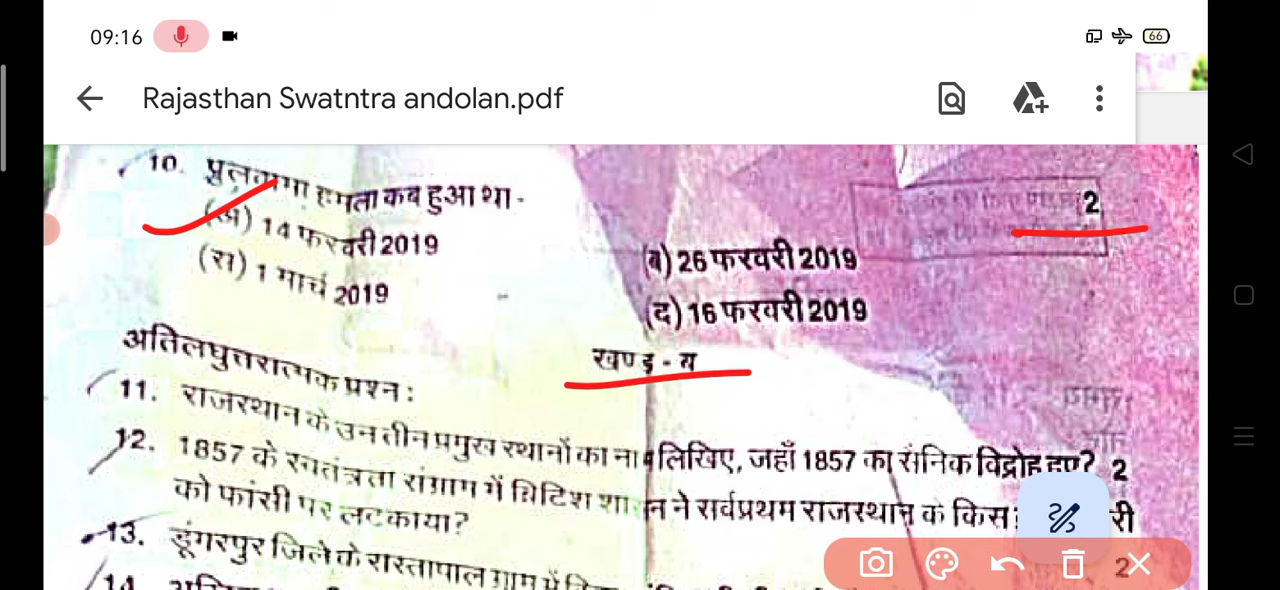 09:16
66
Rajasthan Swatntra andolan.pdf
10. पुलवामा हमला कब हुआ था - 2
(अ) 14 फरवरी 2019
(ब) 26 फरवरी 2019
(स) 1 मार्च 2019
(द) 16 फरवरी 2019
खण्ड - य
अतिलघुत्तरात्मक प्रश्न :
11. राजस्थान के उन तीन प्रमुख स्थानों का नाम लिखिए, जहाँ 1857 का सैनिक विद्रोह हुए? 2
12. 1857 के स्वतंत्रता संग्राम में ब्रिटिश शासन ने सर्वप्रथम राजस्थान के किस
को फांसी पर लटकाया? 2
13. डूंगरपुर जिले के रास्तापाल ग्राम में
14.